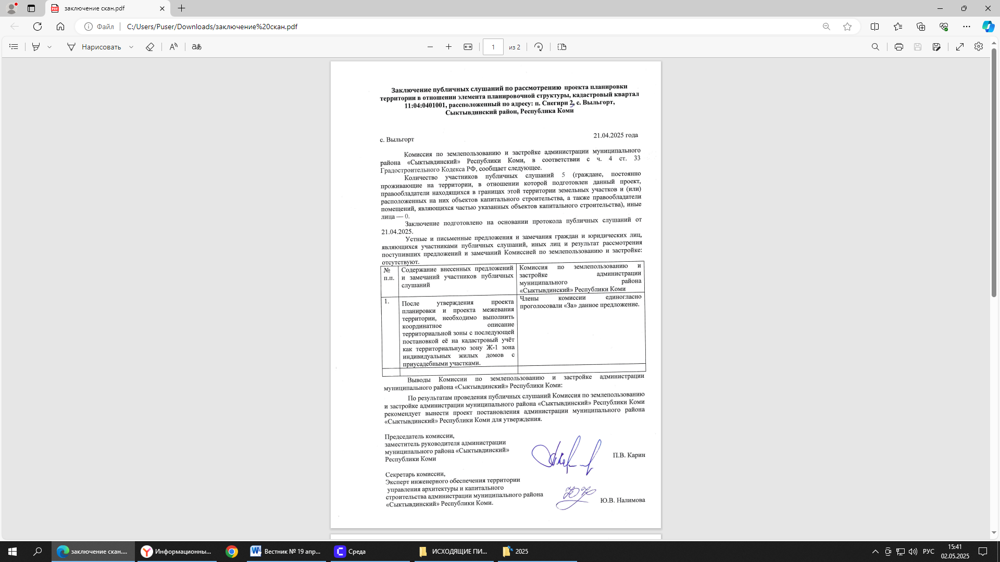 заключение скан.pdf
Файл
C:/Users/Puser/Downloads/заключение%20скан.pdf
Нарисовать
1
из 2
Заключение публичных слушаний по рассмотрению проекта планировки
территории в отношении элемента планировочной структуры, кадастровый квартал
11:04:0401001, расположенный по адресу: п. Снегири 2, с. Выльгорт,
Сыктывдинский район, Республика Коми
с. Выльгорт
21.04.2025 года
Комиссия по землепользованию и застройке администрации муниципального
района «Сыктывдинский» Республики Коми, в соответствии с ч. 4 ст. 33
Градостроительного Кодекса РФ, сообщает следующее.
Количество участников публичных слушаний 5 (граждане, постоянно
проживающие на территории, в отношении которой подготовлен данный проект,
правообладатели находящихся в границах этой территории земельных участков и (или)
расположенных на них объектов капитального строительства, а также правообладатели
помещений, являющихся частью указанных объектов капитального строительства), иные
лица — 0.
Заключение подготовлено на основании протокола публичных слушаний от
21.04.2025.
Устные и письменные предложения и замечания граждан и юридических лиц,
являющихся участниками публичных слушаний, иных лиц и результат рассмотрения
поступивших предложений и замечаний Комиссией по землепользованию и застройке:
отсутствуют.
№
п.п.
Содержание внесенных предложений
и замечаний участников публичных
слушаний
Комиссия по землепользованию и
застройке администрации
муниципального района
«Сыктывдинский» Республики Коми
1.
После утверждения проекта
планировки и проекта межевания
территории, необходимо выполнить
координатное описание
территориальной зоны с последующей
постановкой её на кадастровый учёт
как территориальную зону Ж-1 зона
индивидуальных жилых домов с
приусадебными участками.
Члены комиссии единогласно
проголосовали «За» данное предложение.
Выводы Комиссии по землепользованию и застройке администрации
муниципального района «Сыктывдинский» Республики Коми:
По результатам проведения публичных слушаний Комиссия по землепользованию
и застройке администрации муниципального района «Сыктывдинский» Республики Коми
рекомендует вынести проект постановления администрации муниципального района
«Сыктывдинский» Республики Коми для утверждения.
Председатель комиссии,
заместитель руководителя администрации
муниципального района «Сыктывдинский»
Республики Коми
П.В. Карин
Секретарь комиссии,
Эксперт инженерного обеспечения территории
управления архитектуры и капитального
строительства администрации муниципального района
«Сыктывдинский» Республики Коми.
Ю.В. Налимова
заключение скан....
Информационны...
Вестник № 19 апр...
Среда
ИСХОДЯЩИЕ ПИ...
2025
РУС
15:41
02.05.2025